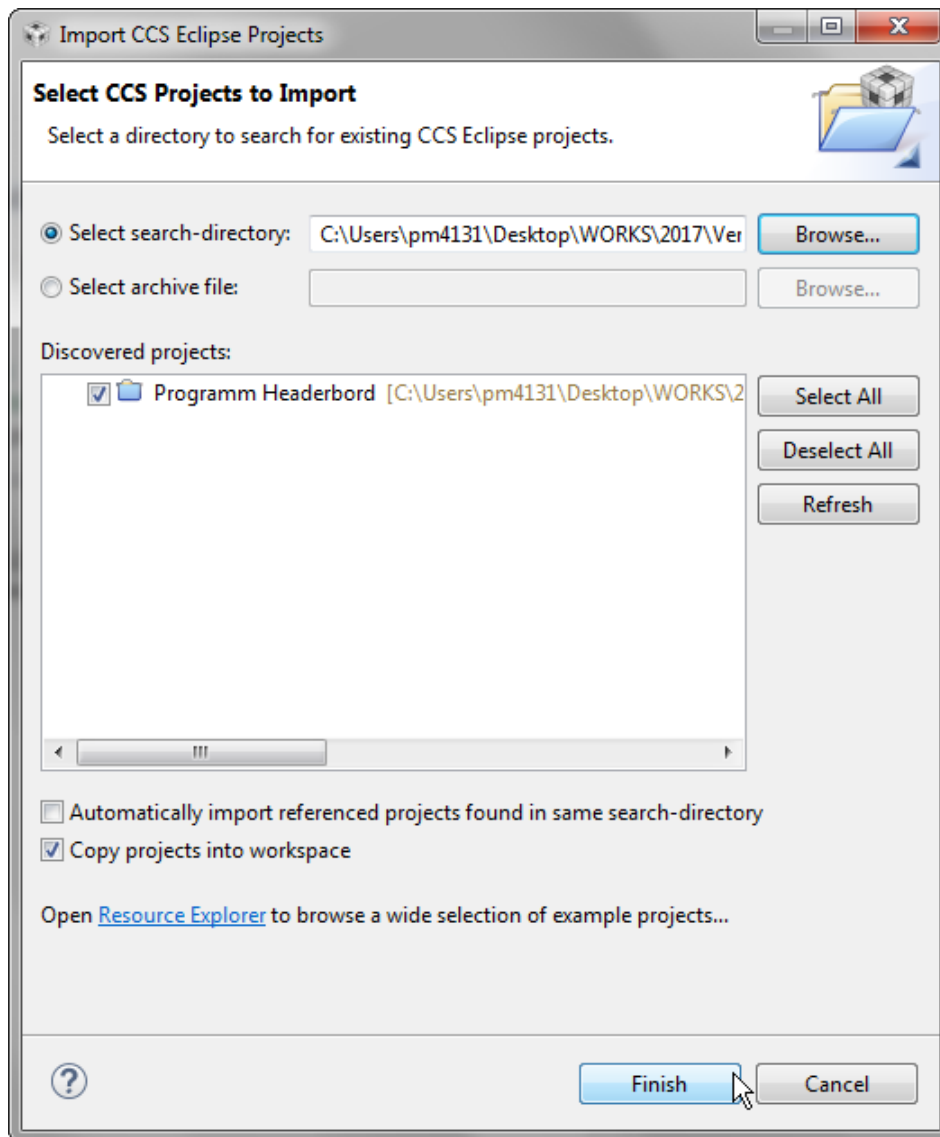 Import CCS Eclipse Projects
Select CCS Projects to Import
Select a directory to search for existing CCS Eclipse projects.
Select search-directory: C:\Users\pm4131\Desktop\WORKS\2017\Ver Browse...
Select archive file: Browse...
Discovered projects:
Programm Headerbord [C:\Users\pm4131\Desktop\WORKS\2
Select All
Deselect All
Refresh
Automatically import referenced projects found in same search-directory
Copy projects into workspace
Open Resource Explorer to browse a wide selection of example projects...
? Finish Cancel